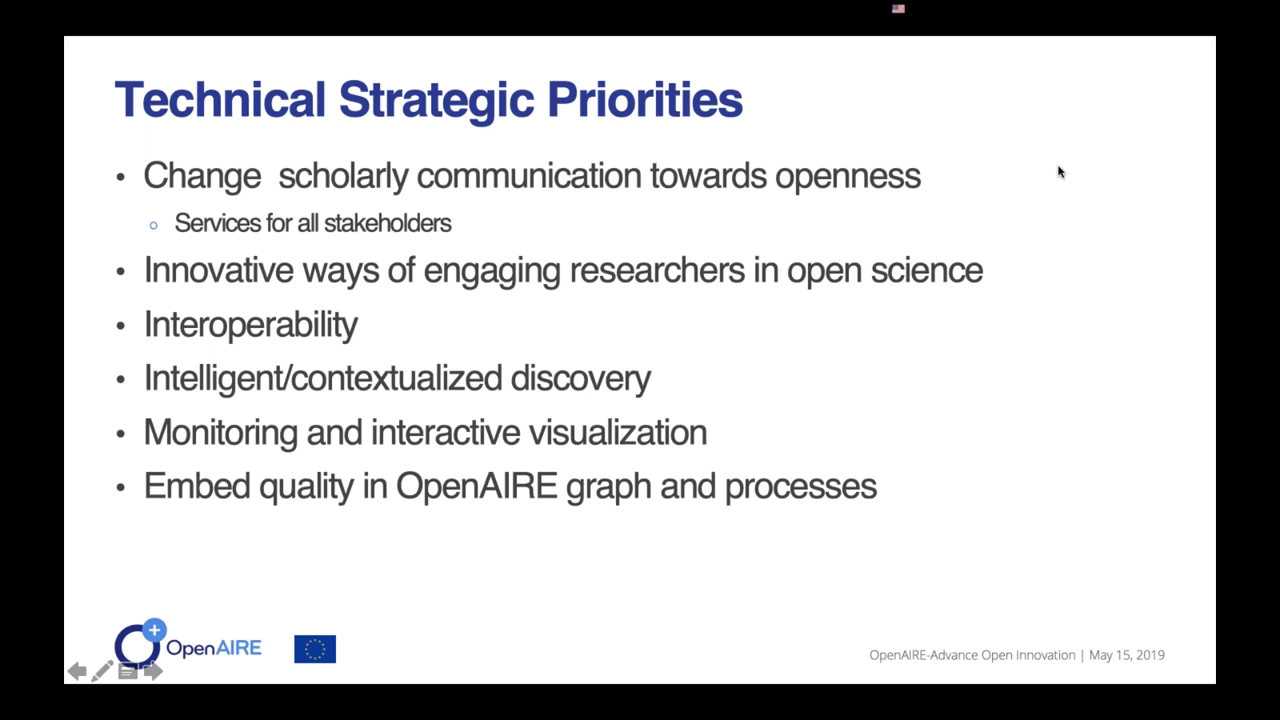 Technical Strategic Priorities
• Change  scholarly communication towards openness
◦ Services for all stakeholders
• Innovative ways of engaging researchers in open science
• Interoperability
• Intelligent/contextualized discovery
• Monitoring and interactive visualization
• Embed quality in OpenAIRE graph and processes
OpenAIRE
OpenAIRE-Advance Open Innovation | May 15, 2019